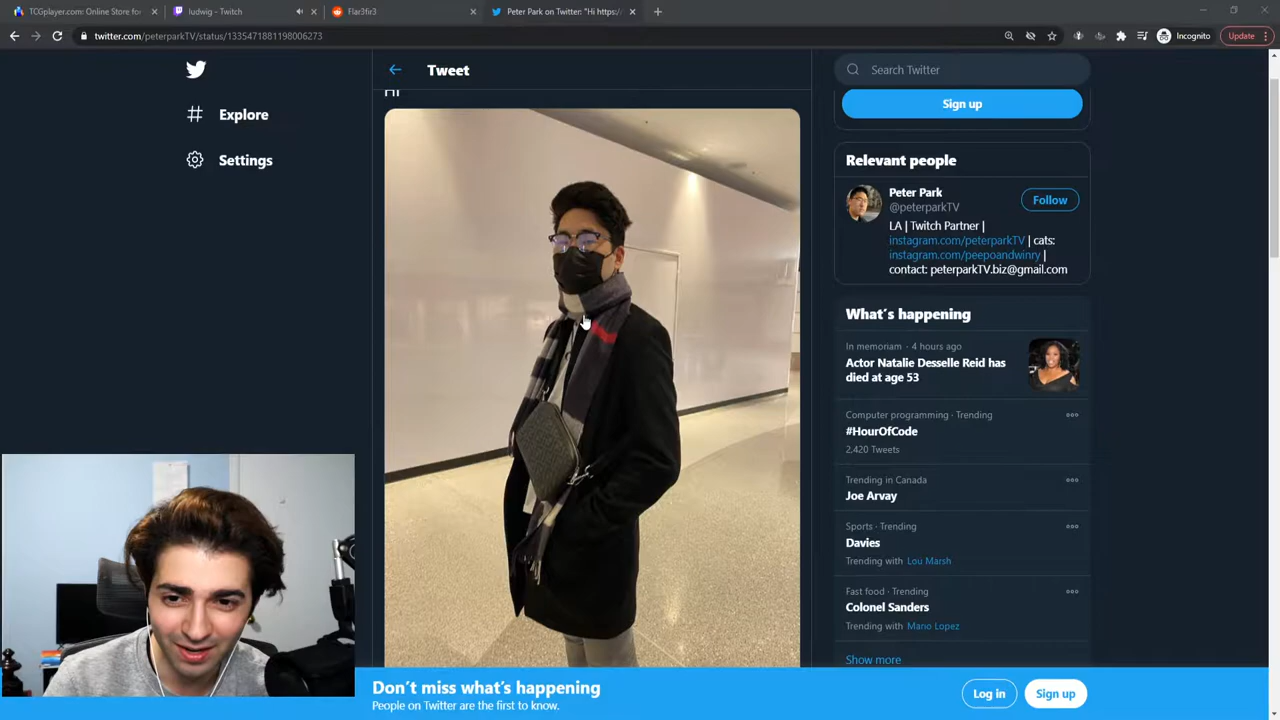 TCGplayer.com: Online Store for
ludwig - Twitch
Flar3fir3
Peter Park on Twitter: "Hi https:/
twitter.com/peterparkTV/status/1335471881198006273
Incognito
Update
Explore
Settings
Tweet
Hi
Search Twitter
Sign up
Relevant people
Peter Park
@peterparkTV
Follow
LA | Twitch Partner |
instagram.com/peterparkTV | cats:
instagram.com/peepoandwinry |
contact: peterparkTV.biz@gmail.com
What's happening
In memoriam · 4 hours ago
Actor Natalie Desselle Reid has
died at age 53
Computer programming · Trending
#HourOfCode
2,420 Tweets
Trending in Canada
Joe Arvay
Sports · Trending
Davies
Trending with Lou Marsh
Fast food · Trending
Colonel Sanders
Trending with Mario Lopez
Show more
Don't miss what's happening
People on Twitter are the first to know.
Log in
Sign up